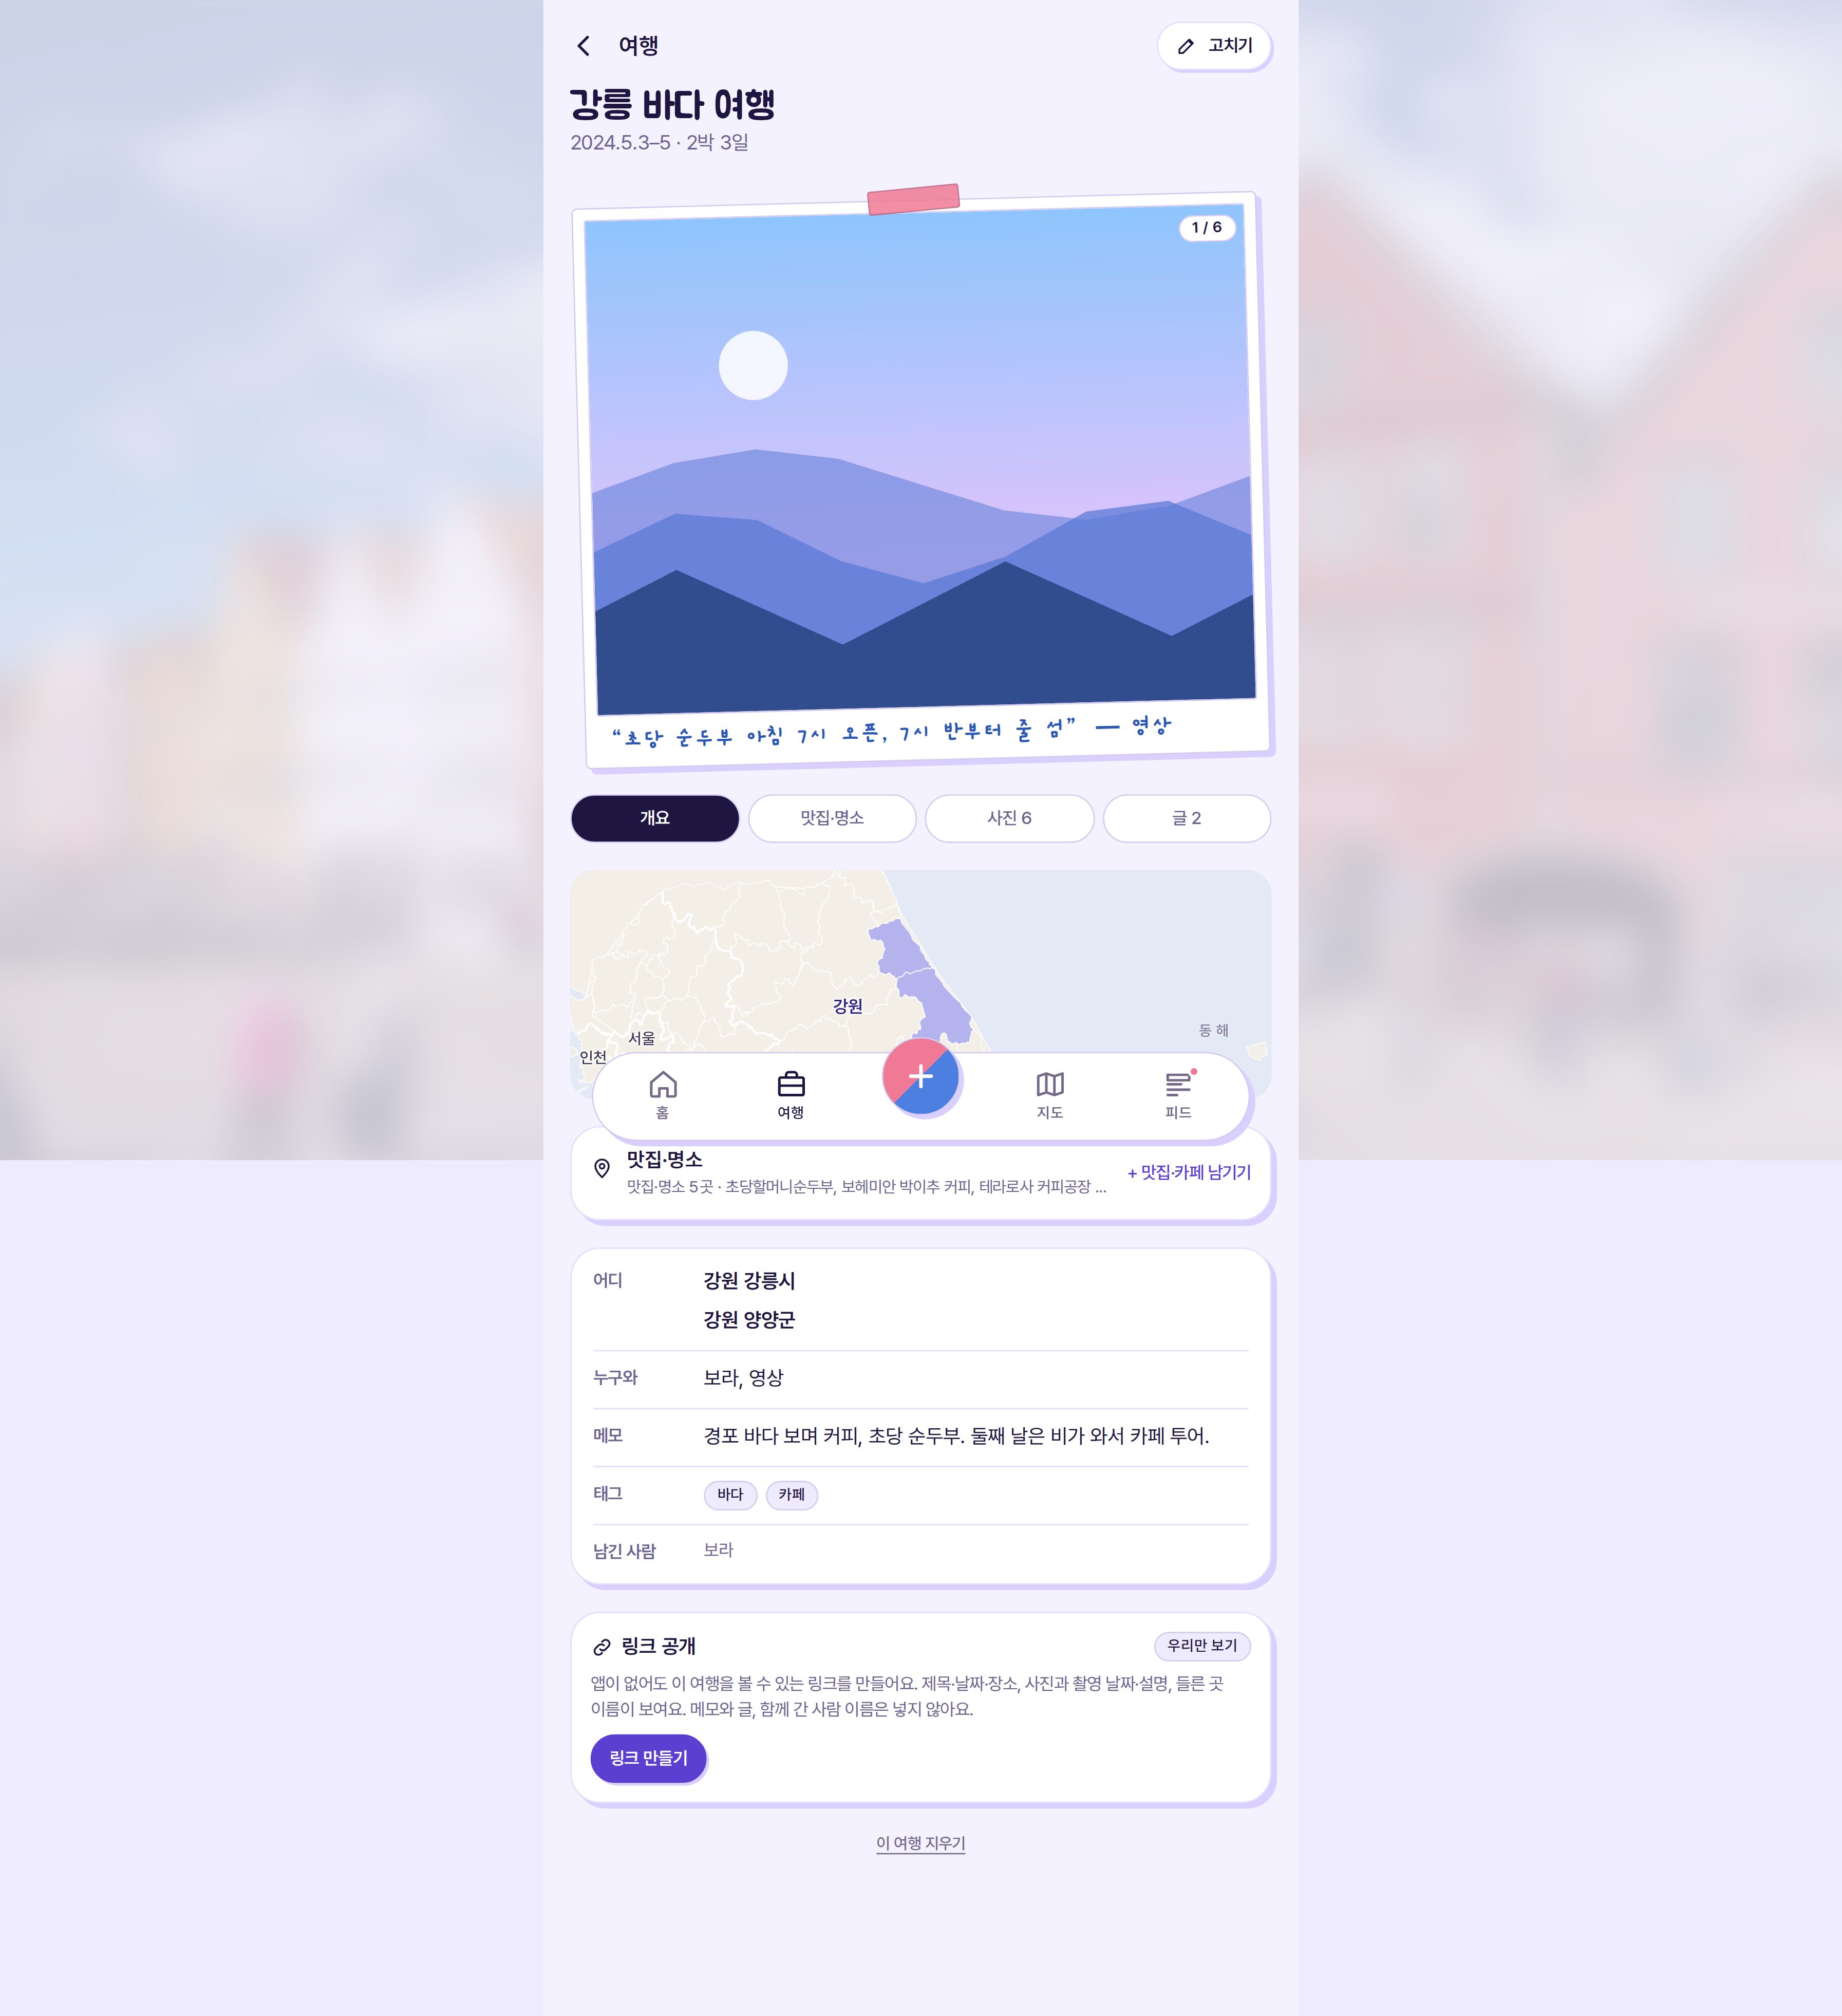 여행
고치기
강릉 바다 여행
2024.5.3–5 · 2박 3일
1 / 6
“초당 순두부 아침 7시 오픈, 7시 반부터 줄 섬” — 영상
개요
맛집·명소
사진 6
글 2
강원
동해
서울
인천
홈
여행
지도
피드
맛집·명소
+ 맛집·카페 남기기
맛집·명소 5곳 · 초당할머니순두부, 보헤미안 박이추 커피, 테라로사 커피공장 ...
어디
강원 강릉시
강원 양양군
누구와
보라, 영상
메모
경포 바다 보며 커피, 초당 순두부. 둘째 날은 비가 와서 카페 투어.
태그
바다
카페
남긴 사람
보라
링크 공개
우리만 보기
앱이 없어도 이 여행을 볼 수 있는 링크를 만들어요. 제목·날짜·장소, 사진과 촬영 날짜·설명, 들른 곳
이름이 보여요. 메모와 글, 함께 간 사람 이름은 넣지 않아요.
링크 만들기
이 여행 지우기